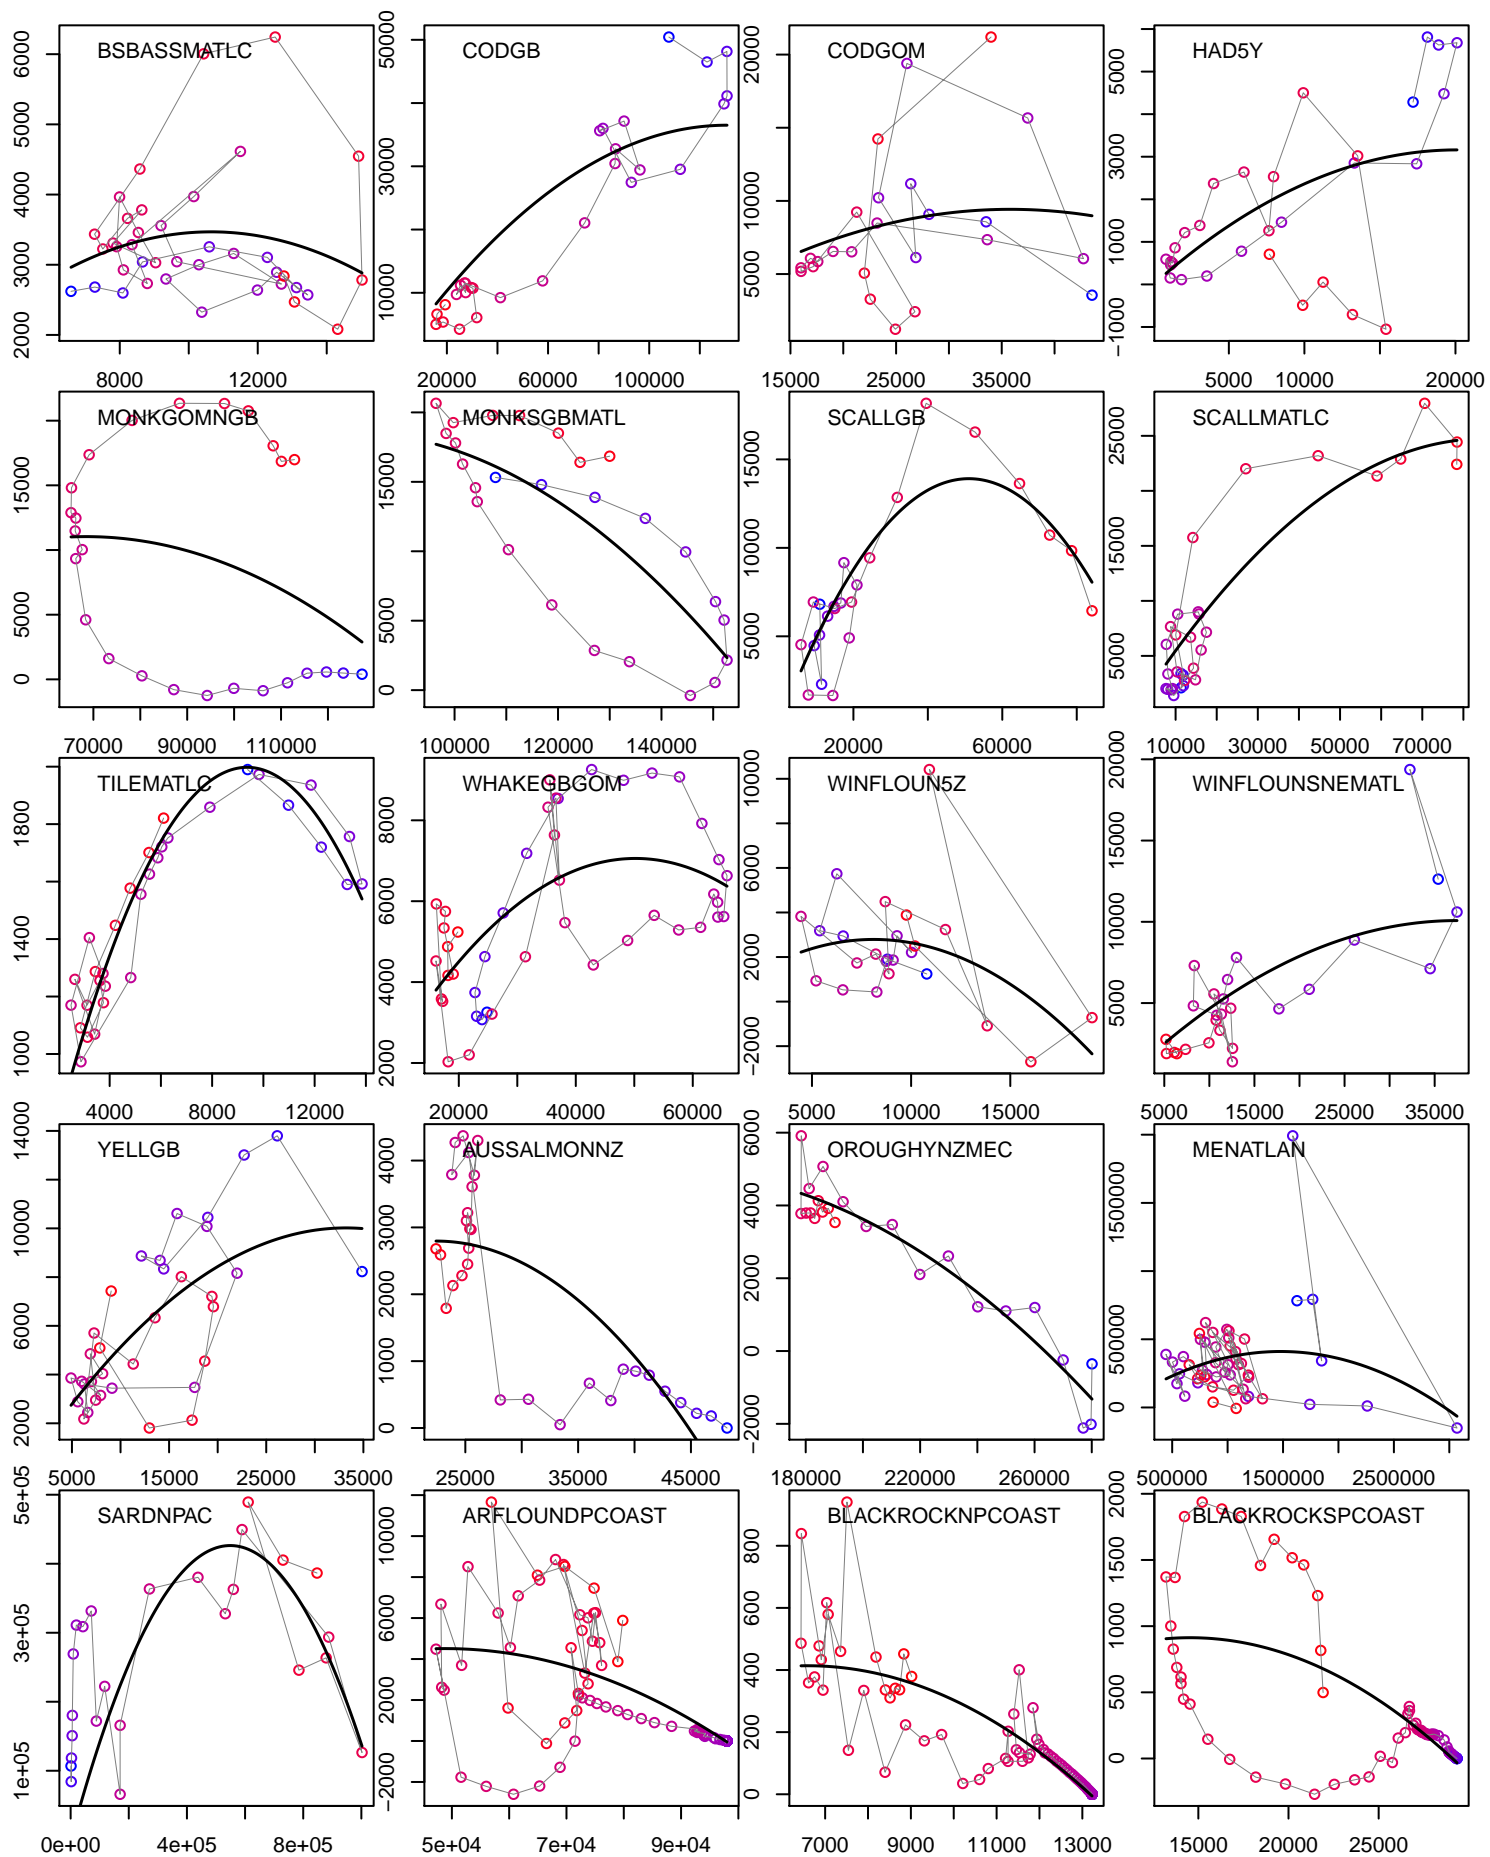 BSBASSMATLC CODGB CODGOM HAD5Y
2000 3000 4000 5000 6000
10000 30000 50000
5000 10000 20000
−1000 1000 3000 5000
8000 12000
20000 60000 100000
15000 25000 35000
5000 10000 20000
MONKGOMNGB MONKSGBMATL SCALLGB SCALLMATLC
0 5000 15000
0 5000 10000 15000
5000 10000 15000
5000 15000 25000
70000 90000 110000
100000 120000 140000
20000 60000
10000 30000 50000 70000
TILEMATLC WHAKEGBGOM WINFLOUN5Z WINFLOUNSNEMATL
1000 1400 1800
2000 4000 6000 8000
−2000 2000 6000 10000
5000 10000 15000 20000
4000 8000 12000
20000 40000 60000
5000 10000 15000
5000 15000 25000 35000
YELLGB AUSSALMONNZ OROUGHYNZMEC MENATLAN
2000 6000 10000 14000
0 1000 2000 3000 4000
−2000 0 2000 4000 6000
0 500000 1500000
5000 15000 25000 35000
25000 35000 45000
180000 220000 260000
5000000 15000000 25000000
SARDNPAC ARFLOUNDPCOAST BLACKROCKNPCOAST BLACKROCKSPCOAST
1e+05 3e+05 5e+05
−2000 2000 6000 10000
0 200 400 600 800
0 500 1000 1500 2000
0e+00 4e+05 8e+05
5e+04 7e+04 9e+04
7000 9000 11000 13000
15000 20000 25000